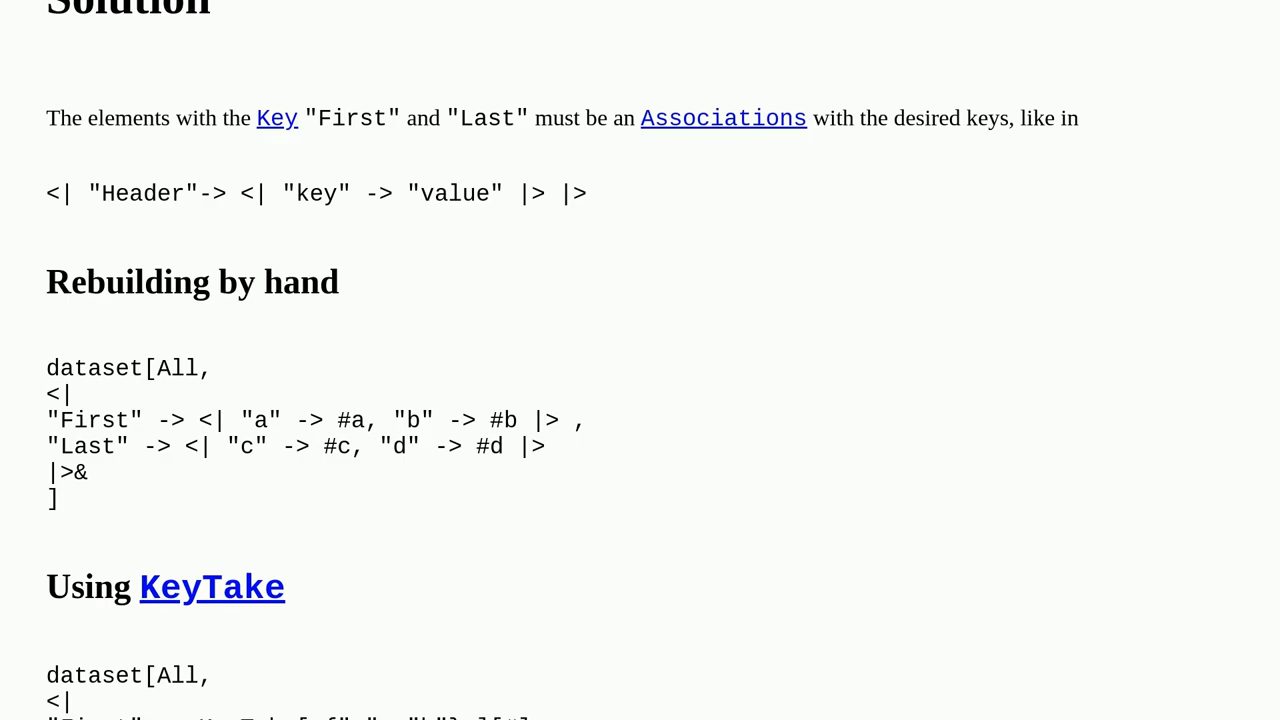 Solution
The elements with the Key "First" and "Last" must be an Associations with the desired keys, like in
<| "Header"-> <| "key" -> "value" |> |>
Rebuilding by hand
dataset[All,
<|
"First" -> <| "a" -> #a, "b" -> #b |> ,
"Last" -> <| "c" -> #c, "d" -> #d |>
|>&
]
Using KeyTake
dataset[All,
<|